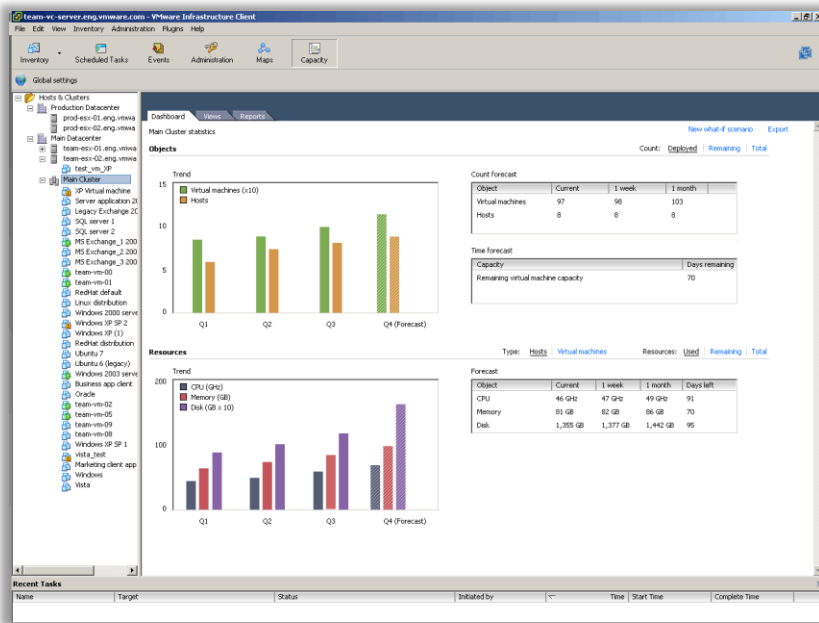 team-vc-server.eng.vmware.com - VMware Infrastructure Client
File Edit View Inventory Administration Plugins Help
Inventory Scheduled Tasks Events Administration Maps Capacity
Global settings
Hosts & Clusters
Production Datacenter
prod-esx-01.eng.vmwa
prod-esx-02.eng.vmwa
Main Datacenter
team-esx-01.eng.vmwa
team-esx-02.eng.vmwa
test_vm_XP
Main Cluster
XP Virtual machine
Server application 20
Legacy Exchange 20
SQL server 1
SQL server 2
MS Exchange_1 200
MS Exchange_2 200
MS Exchange_3 200
team-vm-00
team-vm-01
RedHat default
Linux distribution
Windows 2000 serve
Windows XP SP 2
Windows XP (1)
RedHat distribution
Ubuntu 7
Ubuntu 6 (legacy)
Windows 2003 serve
Business app client
Oracle
team-vm-02
team-vm-05
team-vm-09
team-vm-08
Windows XP SP 1
vista_test
Marketing client app
Windows
Vista
Dashboard Views Reports
Main Cluster statistics
New what-if scenario Export
Objects
Count: Deployed Remaining Total
Trend
Virtual machines (x10)
Hosts
15
10
5
0
Q1 Q2 Q3 Q4 (Forecast)
Count forecast
Object Current 1 week 1 month
Virtual machines 97 98 103
Hosts 8 8 8
Time forecast
Capacity Days remaining
Remaining virtual machine capacity 70
Resources
Type: Hosts Virtual machines Resources: Used Remaining Total
Trend
CPU (GHz)
Memory (GB)
Disk (GB x 10)
200
100
0
Q1 Q2 Q3 Q4 (Forecast)
Forecast
Object Current 1 week 1 month Days left
CPU 46 GHz 47 GHz 49 GHz 91
Memory 81 GB 82 GB 86 GB 70
Disk 1,355 GB 1,377 GB 1,442 GB 95
Recent Tasks
Name Target Status Initiated by Time Start Time Complete Time